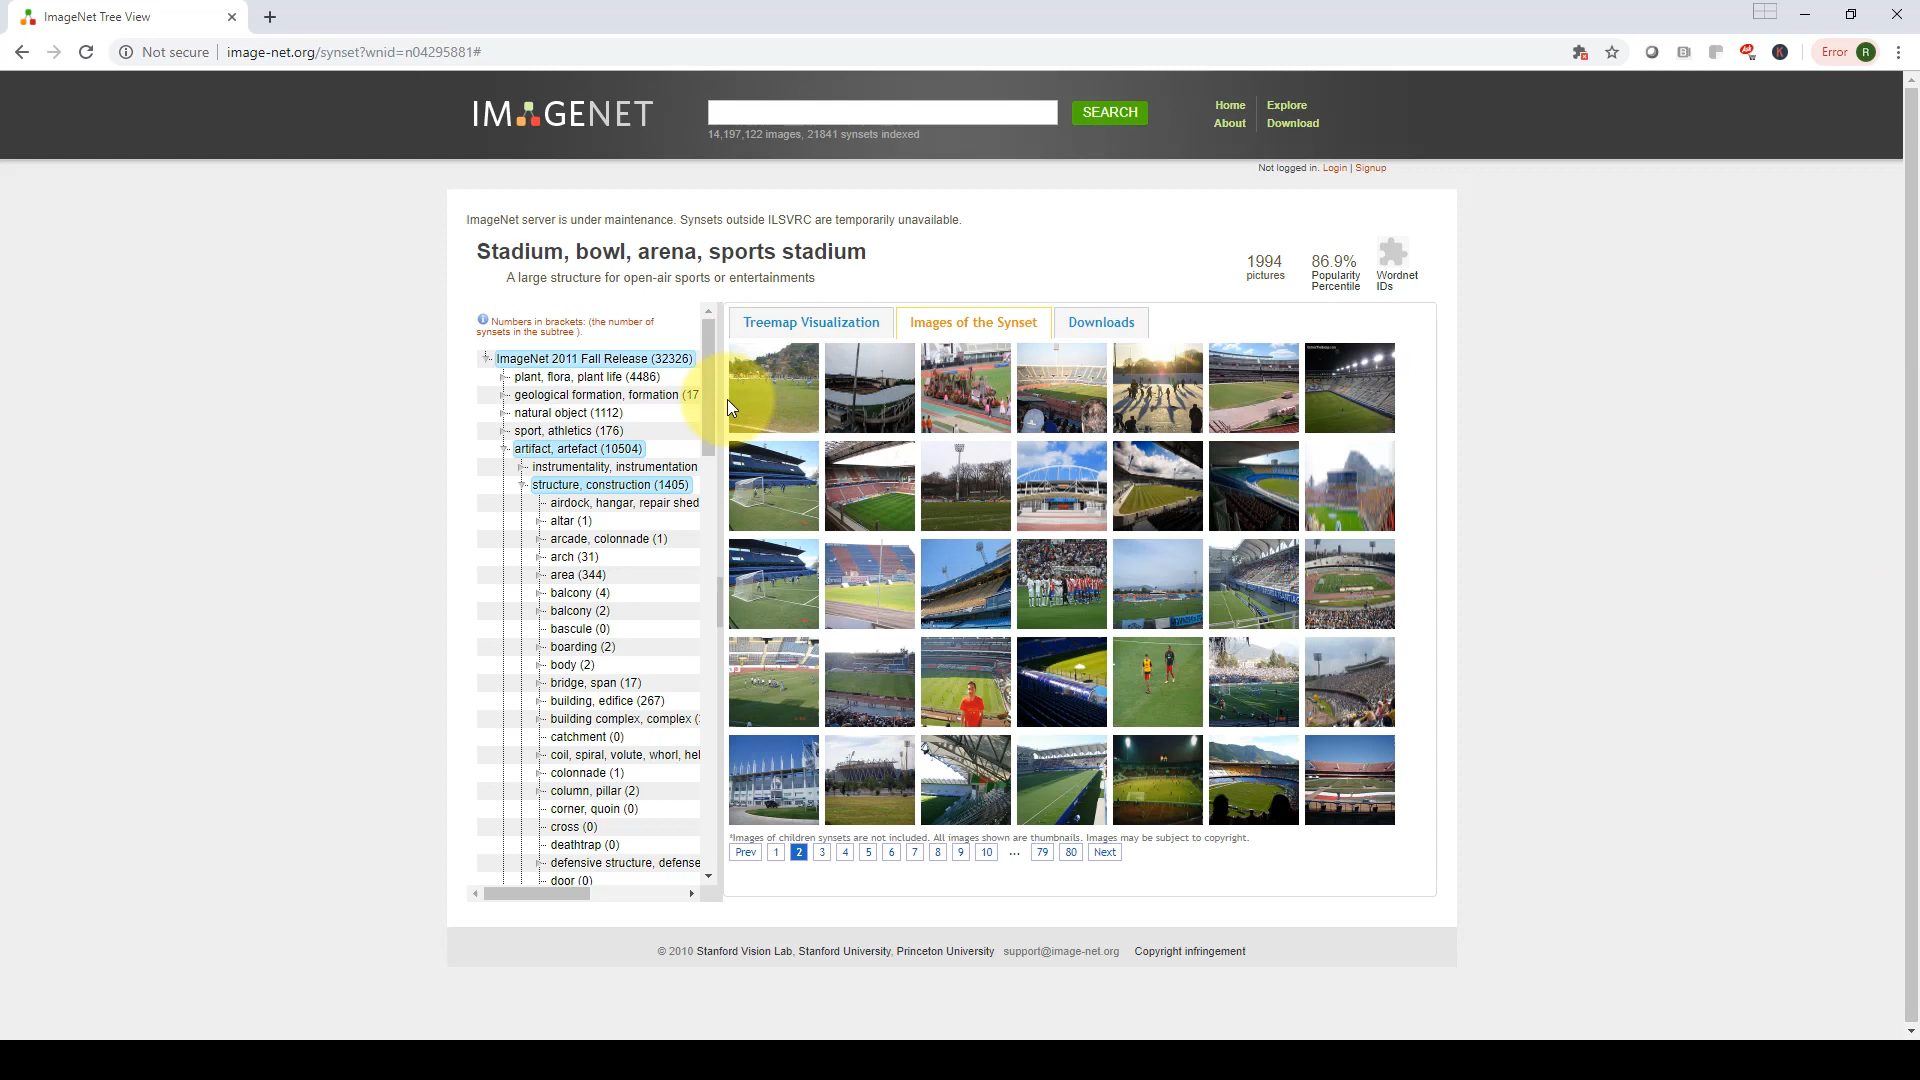 ImageNet Tree View
Not secure image-net.org/synset?wnid=n04295881#
Error R
IMAGENET
SEARCH
14,197,122 images, 21841 synsets indexed
Home Explore
About Download
Not logged in. Login | Signup
ImageNet server is under maintenance. Synsets outside ILSVRC are temporarily unavailable.
Stadium, bowl, arena, sports stadium
A large structure for open-air sports or entertainments
1994
pictures
86.9%
Popularity
Percentile
Wordnet
IDs
Numbers in brackets: (the number of
synsets in the subtree ).
ImageNet 2011 Fall Release (32326)
plant, flora, plant life (4486)
geological formation, formation (17
natural object (1112)
sport, athletics (176)
artifact, artefact (10504)
instrumentality, instrumentation
structure, construction (1405)
airdock, hangar, repair shed
altar (1)
arcade, colonnade (1)
arch (31)
area (344)
balcony (4)
balcony (2)
bascule (0)
boarding (2)
body (2)
bridge, span (17)
building, edifice (267)
building complex, complex (
catchment (0)
coil, spiral, volute, whorl, hel
colonnade (1)
column, pillar (2)
corner, quoin (0)
cross (0)
deathtrap (0)
defensive structure, defense
door (0)
Treemap Visualization
Images of the Synset
Downloads
*Images of children synsets are not included. All images shown are thumbnails. Images may be subject to copyright.
Prev 1 2 3 4 5 6 7 8 9 10 ... 79 80 Next
© 2010 Stanford Vision Lab, Stanford University, Princeton University support@image-net.org Copyright infringement